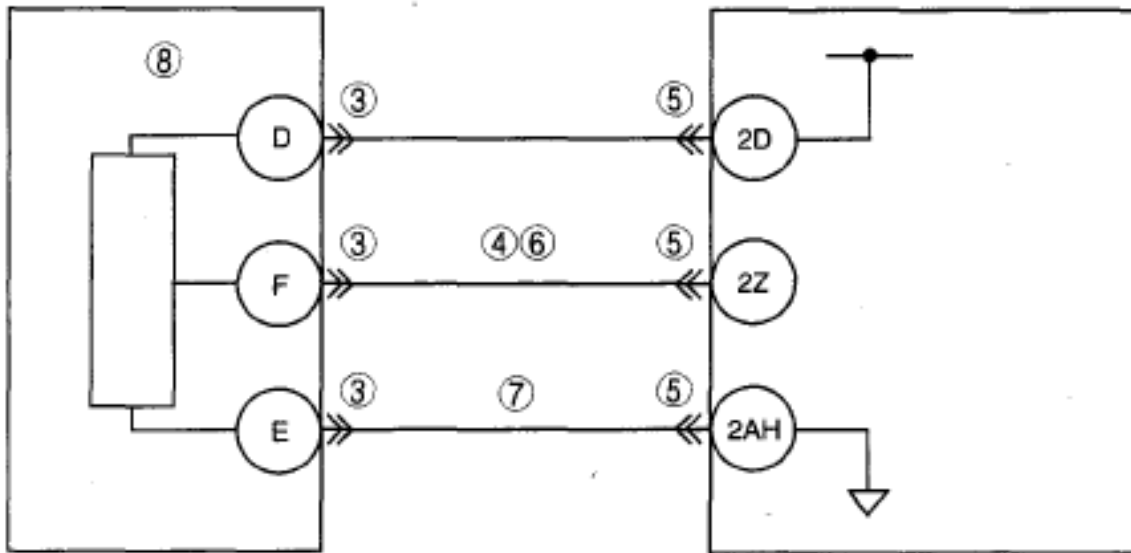 ⑧
③ ⑤
D 2D
③ ④⑥ ⑤
F 2Z
③ ⑦ ⑤
E 2AH